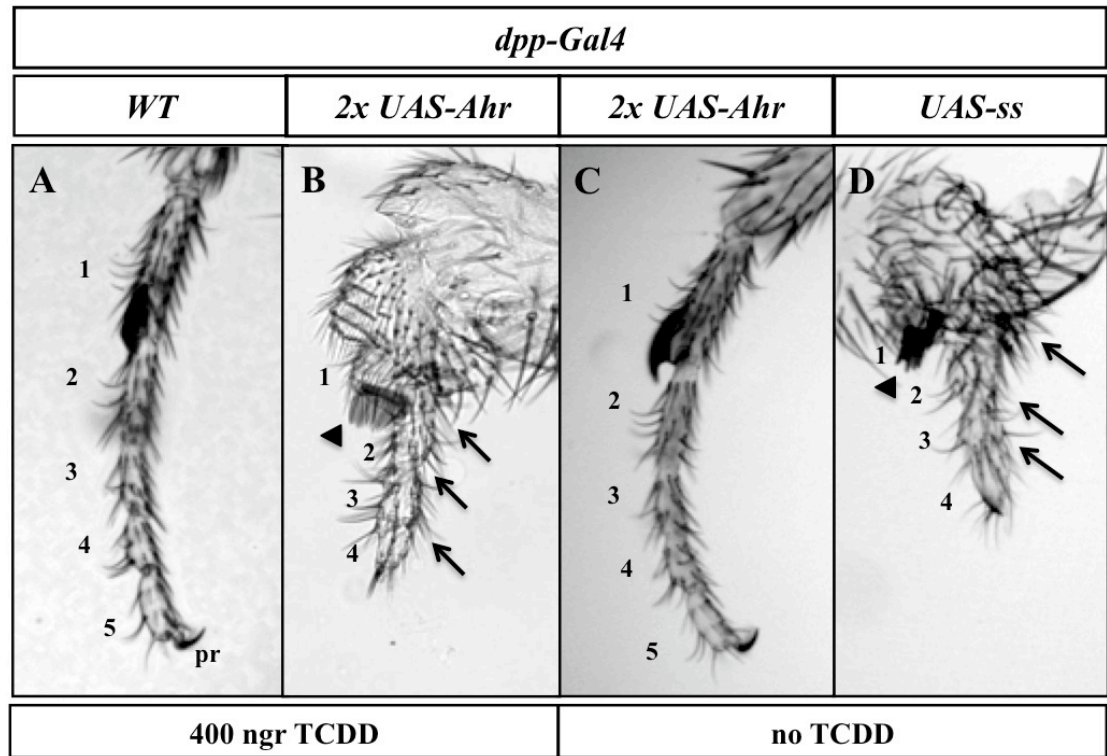 dpp-Gal4
WT 2x UAS-Ahr 2x UAS-Ahr UAS-ss
A B C D
1 2 3 4 5 pr
1 2 3 4
1 2 3 4 5
1 2 3 4
400 ngr TCDD no TCDD